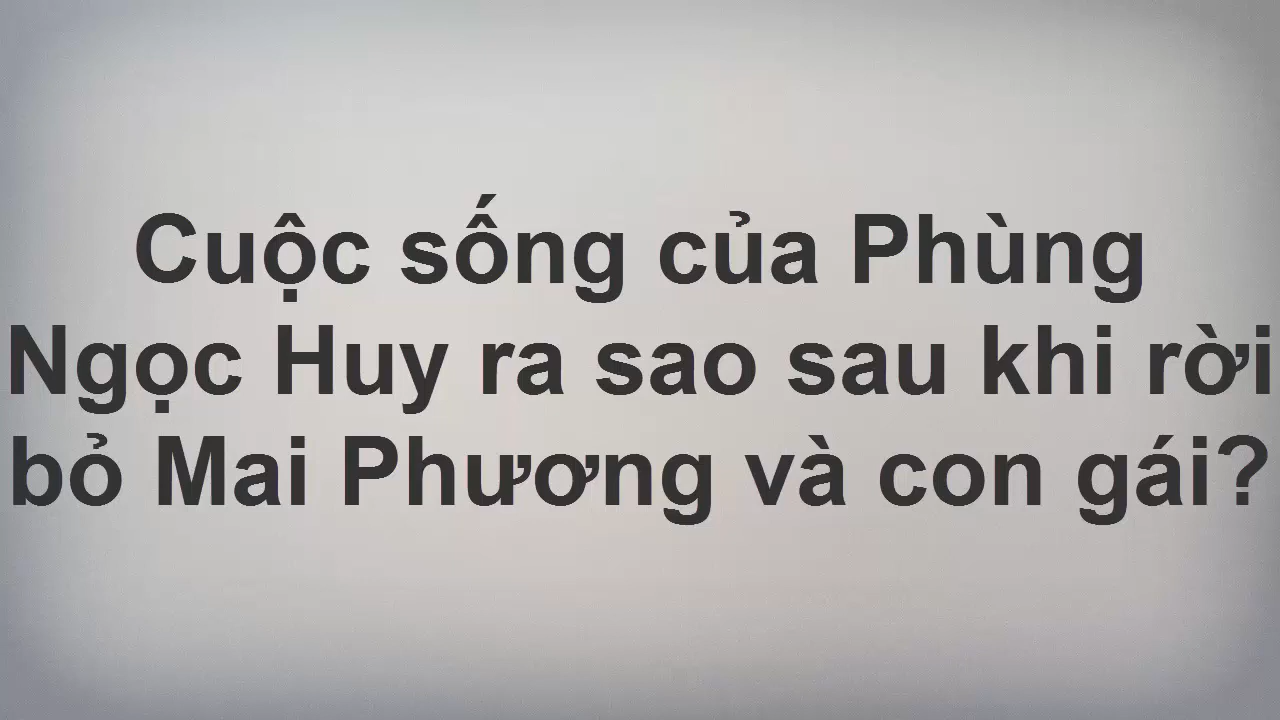 Cuộc sống của Phùng
Ngọc Huy ra sao sau khi rời
bỏ Mai Phương và con gái?